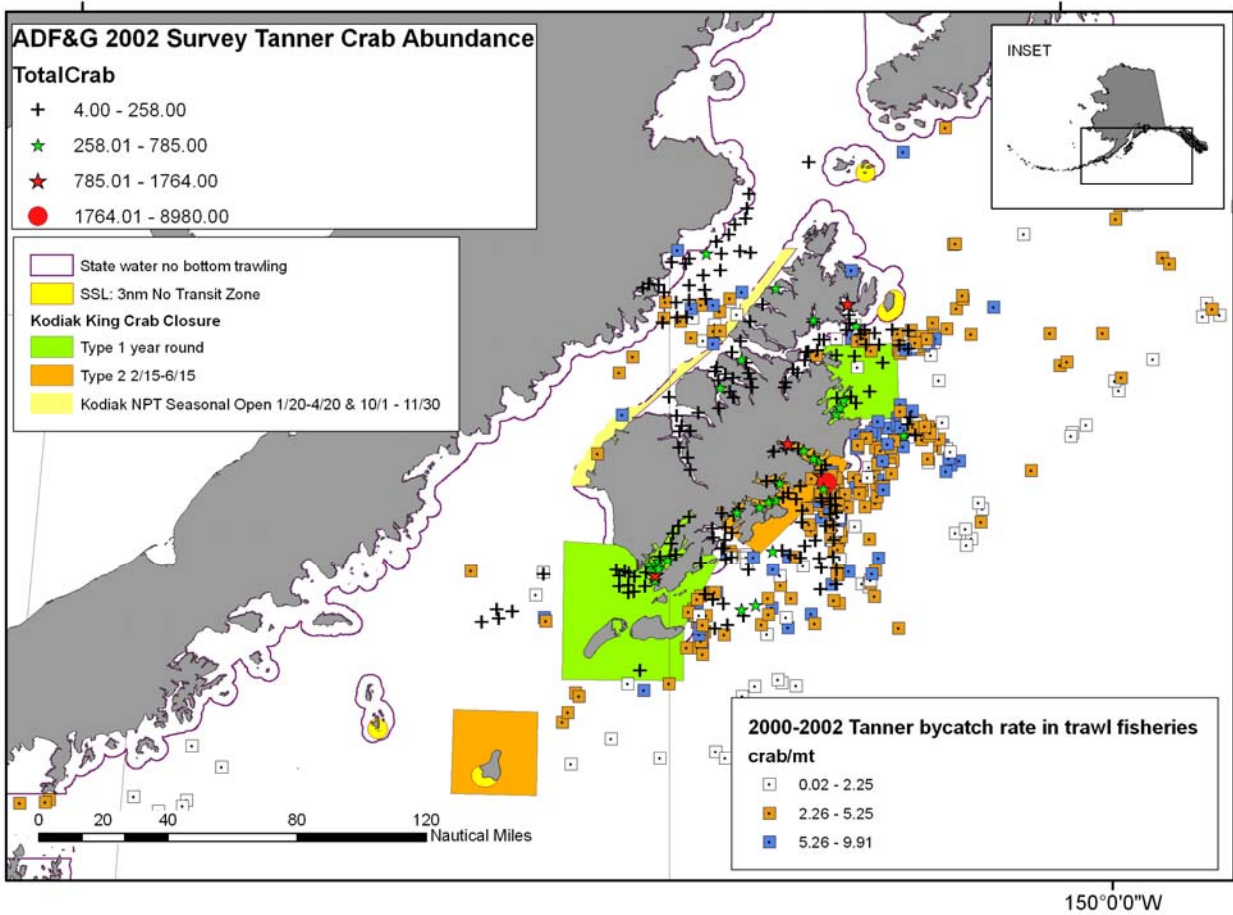 ADF&G 2002 Survey Tanner Crab Abundance
TotalCrab
4.00 - 258.00
258.01 - 785.00
785.01 - 1764.00
1764.01 - 8980.00
State water no bottom trawling
SSL: 3nm No Transit Zone
Kodiak King Crab Closure
Type 1 year round
Type 2 2/15-6/15
Kodiak NPT Seasonal Open 1/20-4/20 & 10/1 - 11/30
INSET
2000-2002 Tanner bycatch rate in trawl fisheries
crab/mt
0.02 - 2.25
2.26 - 5.25
5.26 - 9.91
0 20 40 80 120
Nautical Miles
150°0'0"W